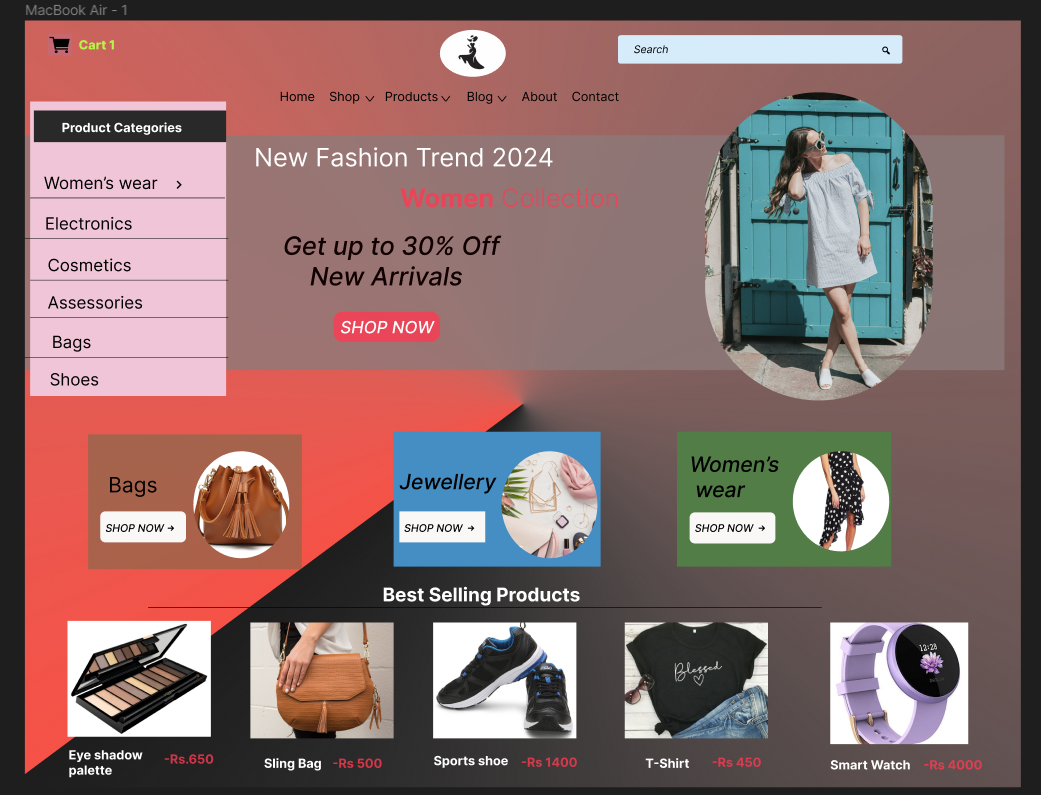 MacBook Air - 1
Cart 1
Search
Home Shop Products Blog About Contact
Product Categories
Women's wear
Electronics
Cosmetics
Assessories
Bags
Shoes
New Fashion Trend 2024
Women Collection
Get up to 30% Off
New Arrivals
SHOP NOW
Bags
SHOP NOW
Jewellery
SHOP NOW
Women's
wear
SHOP NOW
Best Selling Products
Blessed
12:28
Eye shadow
palette
-Rs.650
Sling Bag -Rs 500
Sports shoe -Rs 1400
T-Shirt -Rs 450
Smart Watch -Rs 4000